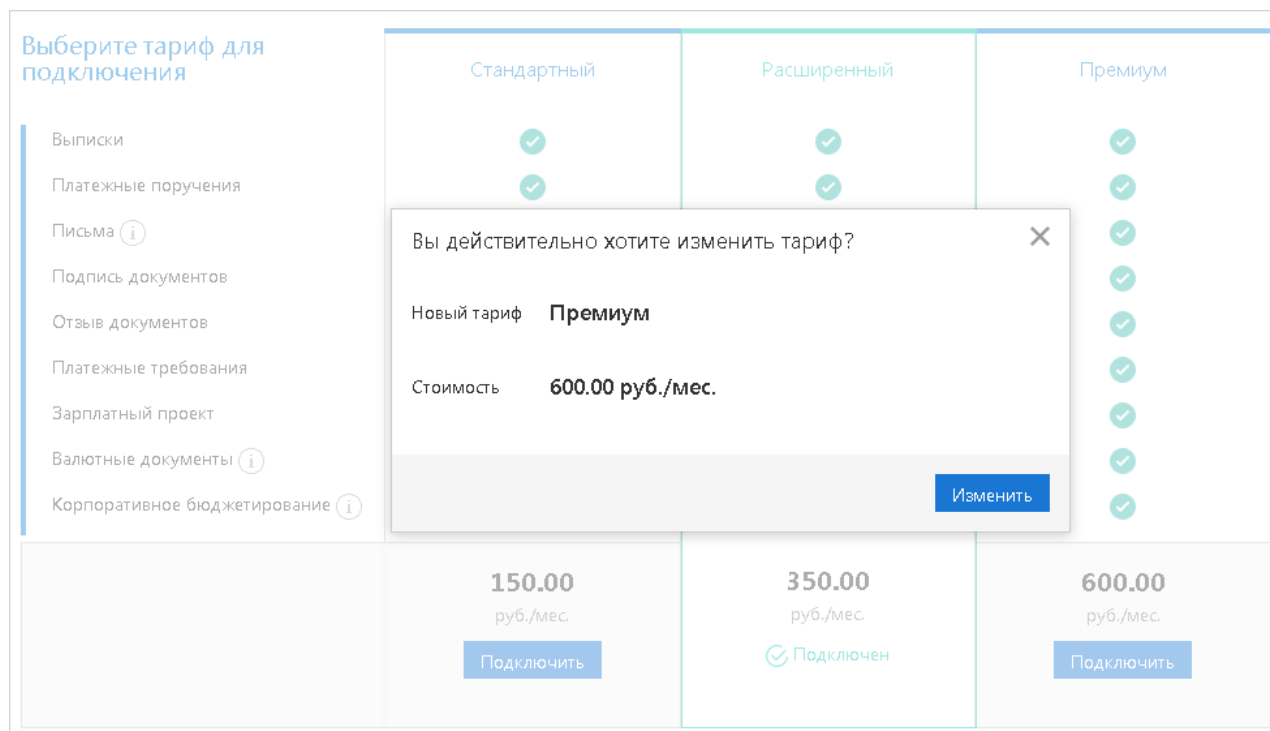 Выберите тариф для
подключения
Стандартный
Расширенный
Премиум
Выписки
Платежные поручения
Письма
Подпись документов
Отзыв документов
Платежные требования
Зарплатный проект
Валютные документы
Корпоративное бюджетирование
Вы действительно хотите изменить тариф?
Новый тариф Премиум
Стоимость 600.00 руб./мес.
Изменить
150.00
руб./мес.
Подключить
350.00
руб./мес.
Подключен
600.00
руб./мес.
Подключить